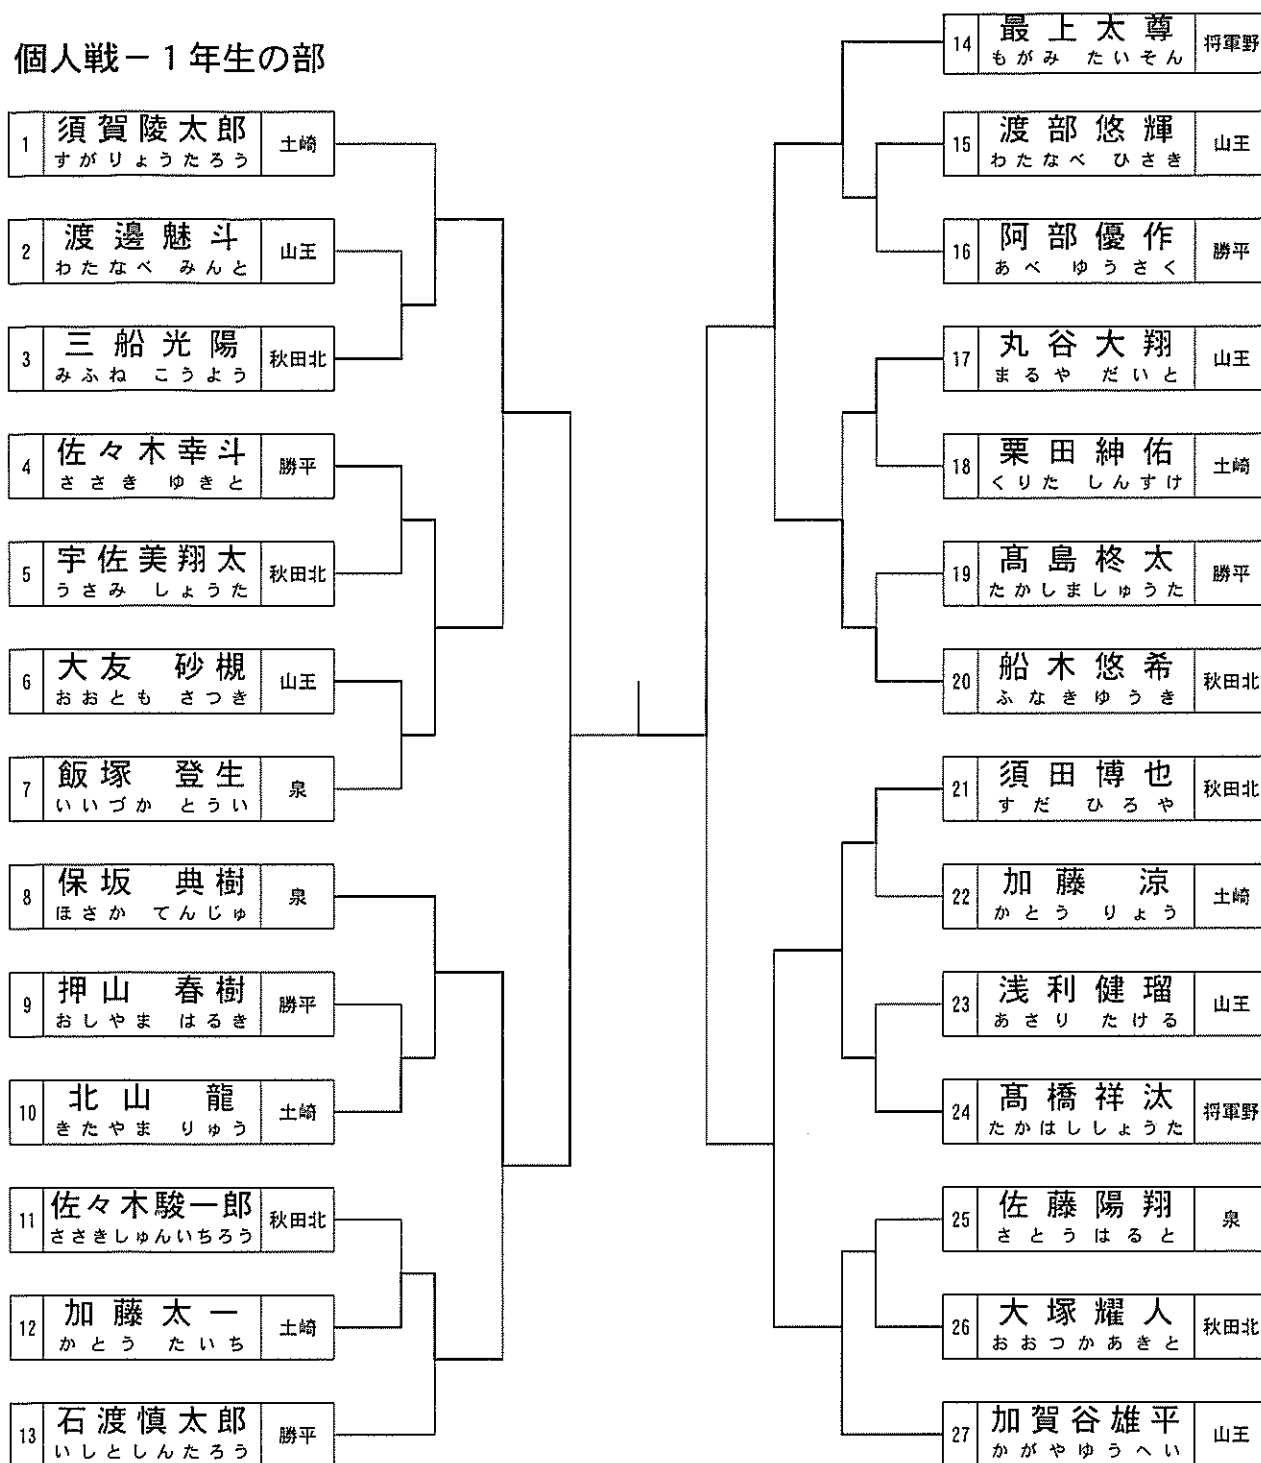 個人戦－１年生の部
1 須賀陵太郎 土崎
すがりょうたろう
2 渡邊魅斗 山王
わたなべ みんと
3 三船光陽 秋田北
みふね こうよう
4 佐々木幸斗 勝平
ささき ゆきと
5 宇佐美翔太 秋田北
うさみ しょうた
6 大友 砂槻 山王
おおとも さつき
7 飯塚 登生 泉
いいづか とうい
8 保坂 典樹 泉
ほさか てんじゅ
9 押山 春樹 勝平
おしやま はるき
10 北山 龍 土崎
きたやま りゅう
11 佐々木駿一郎 秋田北
ささきしゅんいちろう
12 加藤太一 土崎
かとう たいち
13 石渡慎太郎 勝平
いしとしんたろう
14 最上太尊 将軍野
もがみ たいそん
15 渡部悠輝 山王
わたなべ ひさき
16 阿部優作 勝平
あべ ゆうさく
17 丸谷大翔 山王
まるや だいと
18 栗田紳佑 土崎
くりた しんすけ
19 髙島柊太 勝平
たかしましゅうた
20 船木悠希 秋田北
ふなきゆうき
21 須田博也 秋田北
すだ ひろや
22 加藤 涼 土崎
かとう りょう
23 浅利健瑠 山王
あさり たける
24 髙橋祥汰 将軍野
たかはししょうた
25 佐藤陽翔 泉
さとうはると
26 大塚耀人 秋田北
おおつかあきと
27 加賀谷雄平 山王
かがやゆうへい